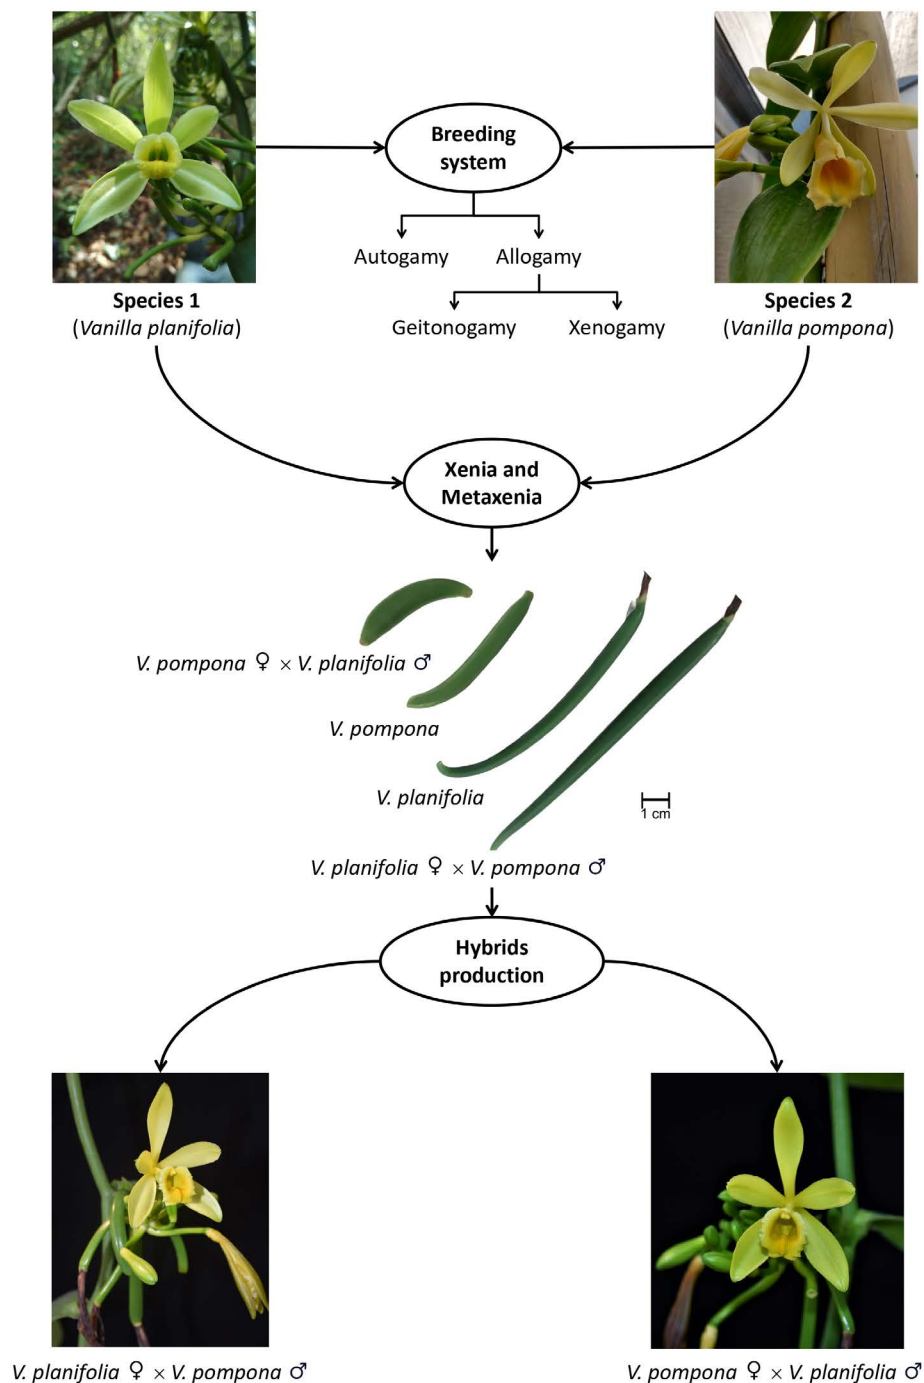 Breeding
system
Autogamy
Allogamy
Geitonogamy
Xenogamy
Species 1
(Vanilla planifolia)
Species 2
(Vanilla pompona)
Xenia and
Metaxenia
V. pompona ♀ × V. planifolia ♂
V. pompona
V. planifolia
1 cm
V. planifolia ♀ × V. pompona ♂
Hybrids
production
V. planifolia ♀ × V. pompona ♂
V. pompona ♀ × V. planifolia ♂